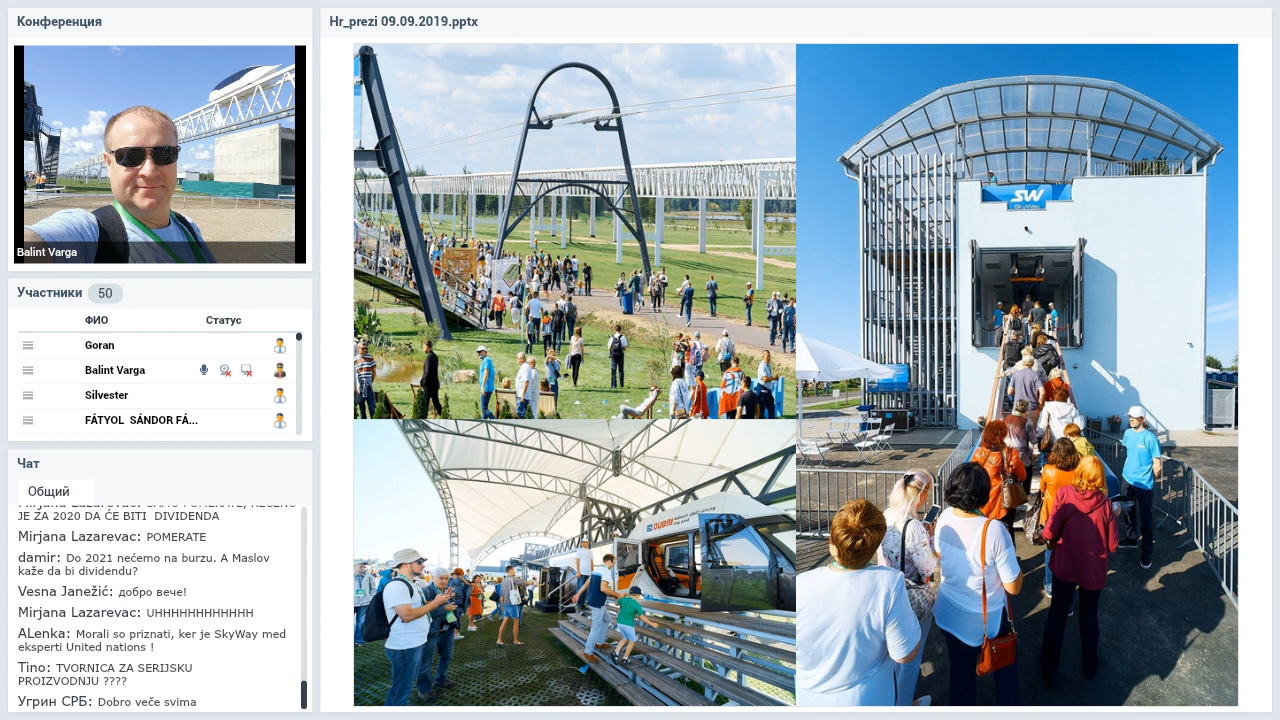 Конференция
Balint Varga
Участники 50
ФИО Статус
Goran
Balint Varga
Silvester
FÁTYOL SÁNDOR FÁ...
Чат
Общий
JE ZA 2020 DA ĆE BITI DIVIDENDA
Mirjana Lazarevac: POMERATE
damir: Do 2021 nećemo na burzu. A Maslov
kaže da bi dividendu?
Vesna Janežić: добро вече!
Mirjana Lazarevac: UHHHHHHHHHHHH
ALenka: Morali so priznati, ker je SkyWay med
eksperti United nations !
Tino: TVORNICA ZA SERIJSKU
PROIZVODNJU ????
Угрин СРБ: Dobro veče svima
Hr_prezi 09.09.2019.pptx
SW
SkyWay
DUBAI